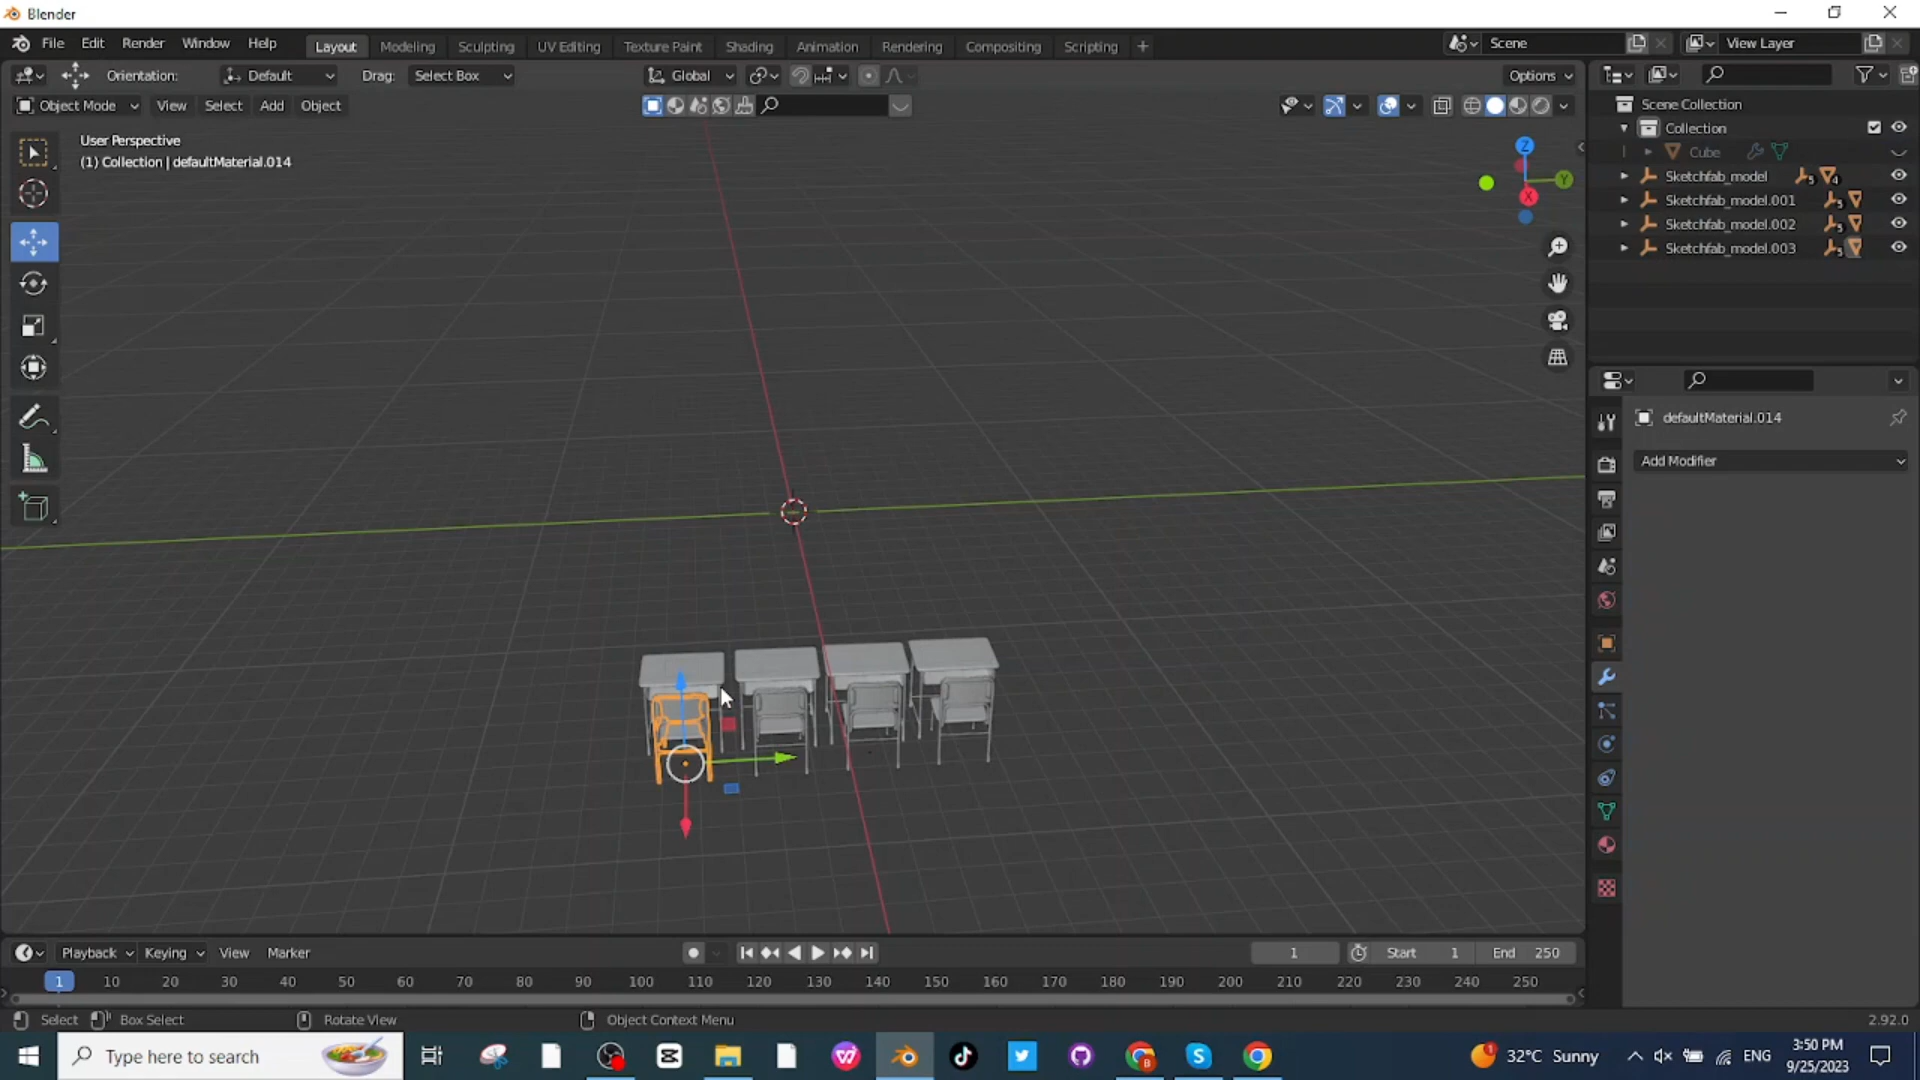 Blender
File Edit Render Window Help Layout Modeling Sculpting UV Editing Texture Paint Shading Animation Rendering Compositing Scripting + Scene View Layer
Orientation: Default Drag: Select Box Global Options
Object Mode View Select Add Object
User Perspective
(1) Collection | defaultMaterial.014
Z
Y
X
Scene Collection
Collection
Cube
Sketchfab_model 5 4
Sketchfab_model.001 5
Sketchfab_model.002 5
Sketchfab_model.003 5
defaultMaterial.014
Add Modifier
Playback Keying View Marker 1 Start 1 End 250
1 10 20 30 40 50 60 70 80 90 100 110 120 130 140 150 160 170 180 190 200 210 220 230 240 250
Select Box Select Rotate View Object Context Menu 2.92.0
Type here to search 1 32°C Sunny ENG 3:50 PM
9/25/2023